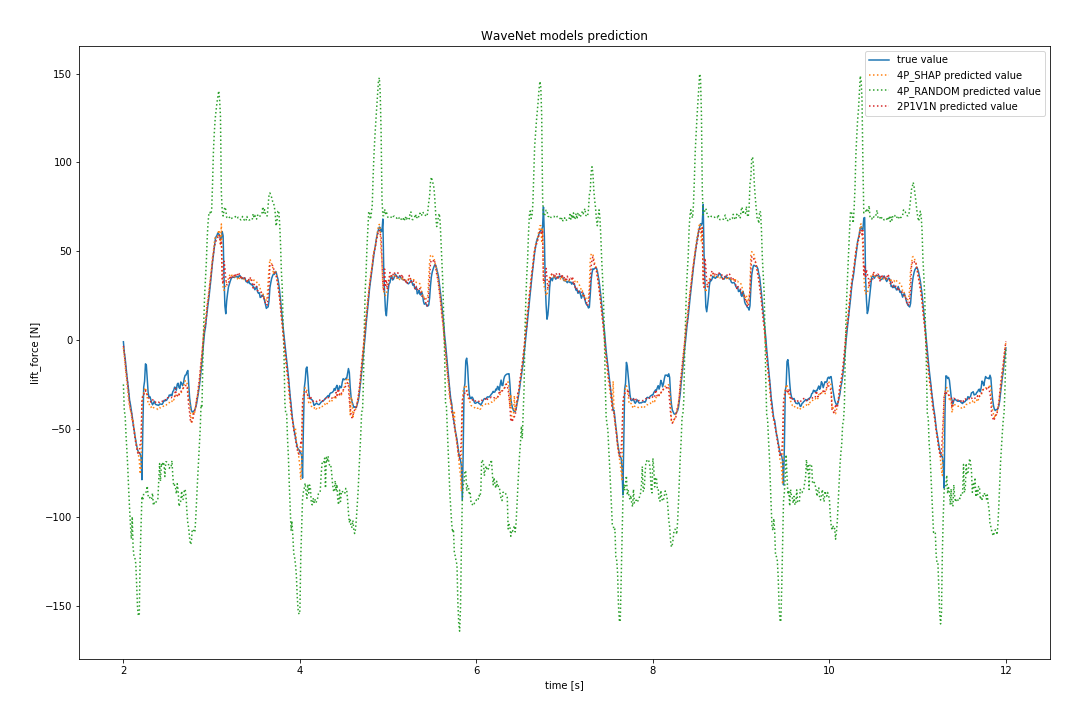 WaveNet models prediction
true value
4P_SHAP predicted value
4P_RANDOM predicted value
2P1V1N predicted value
150
100
50
0
−50
−100
−150
lift_force [N]
2 4 6 8 10 12
time [s]